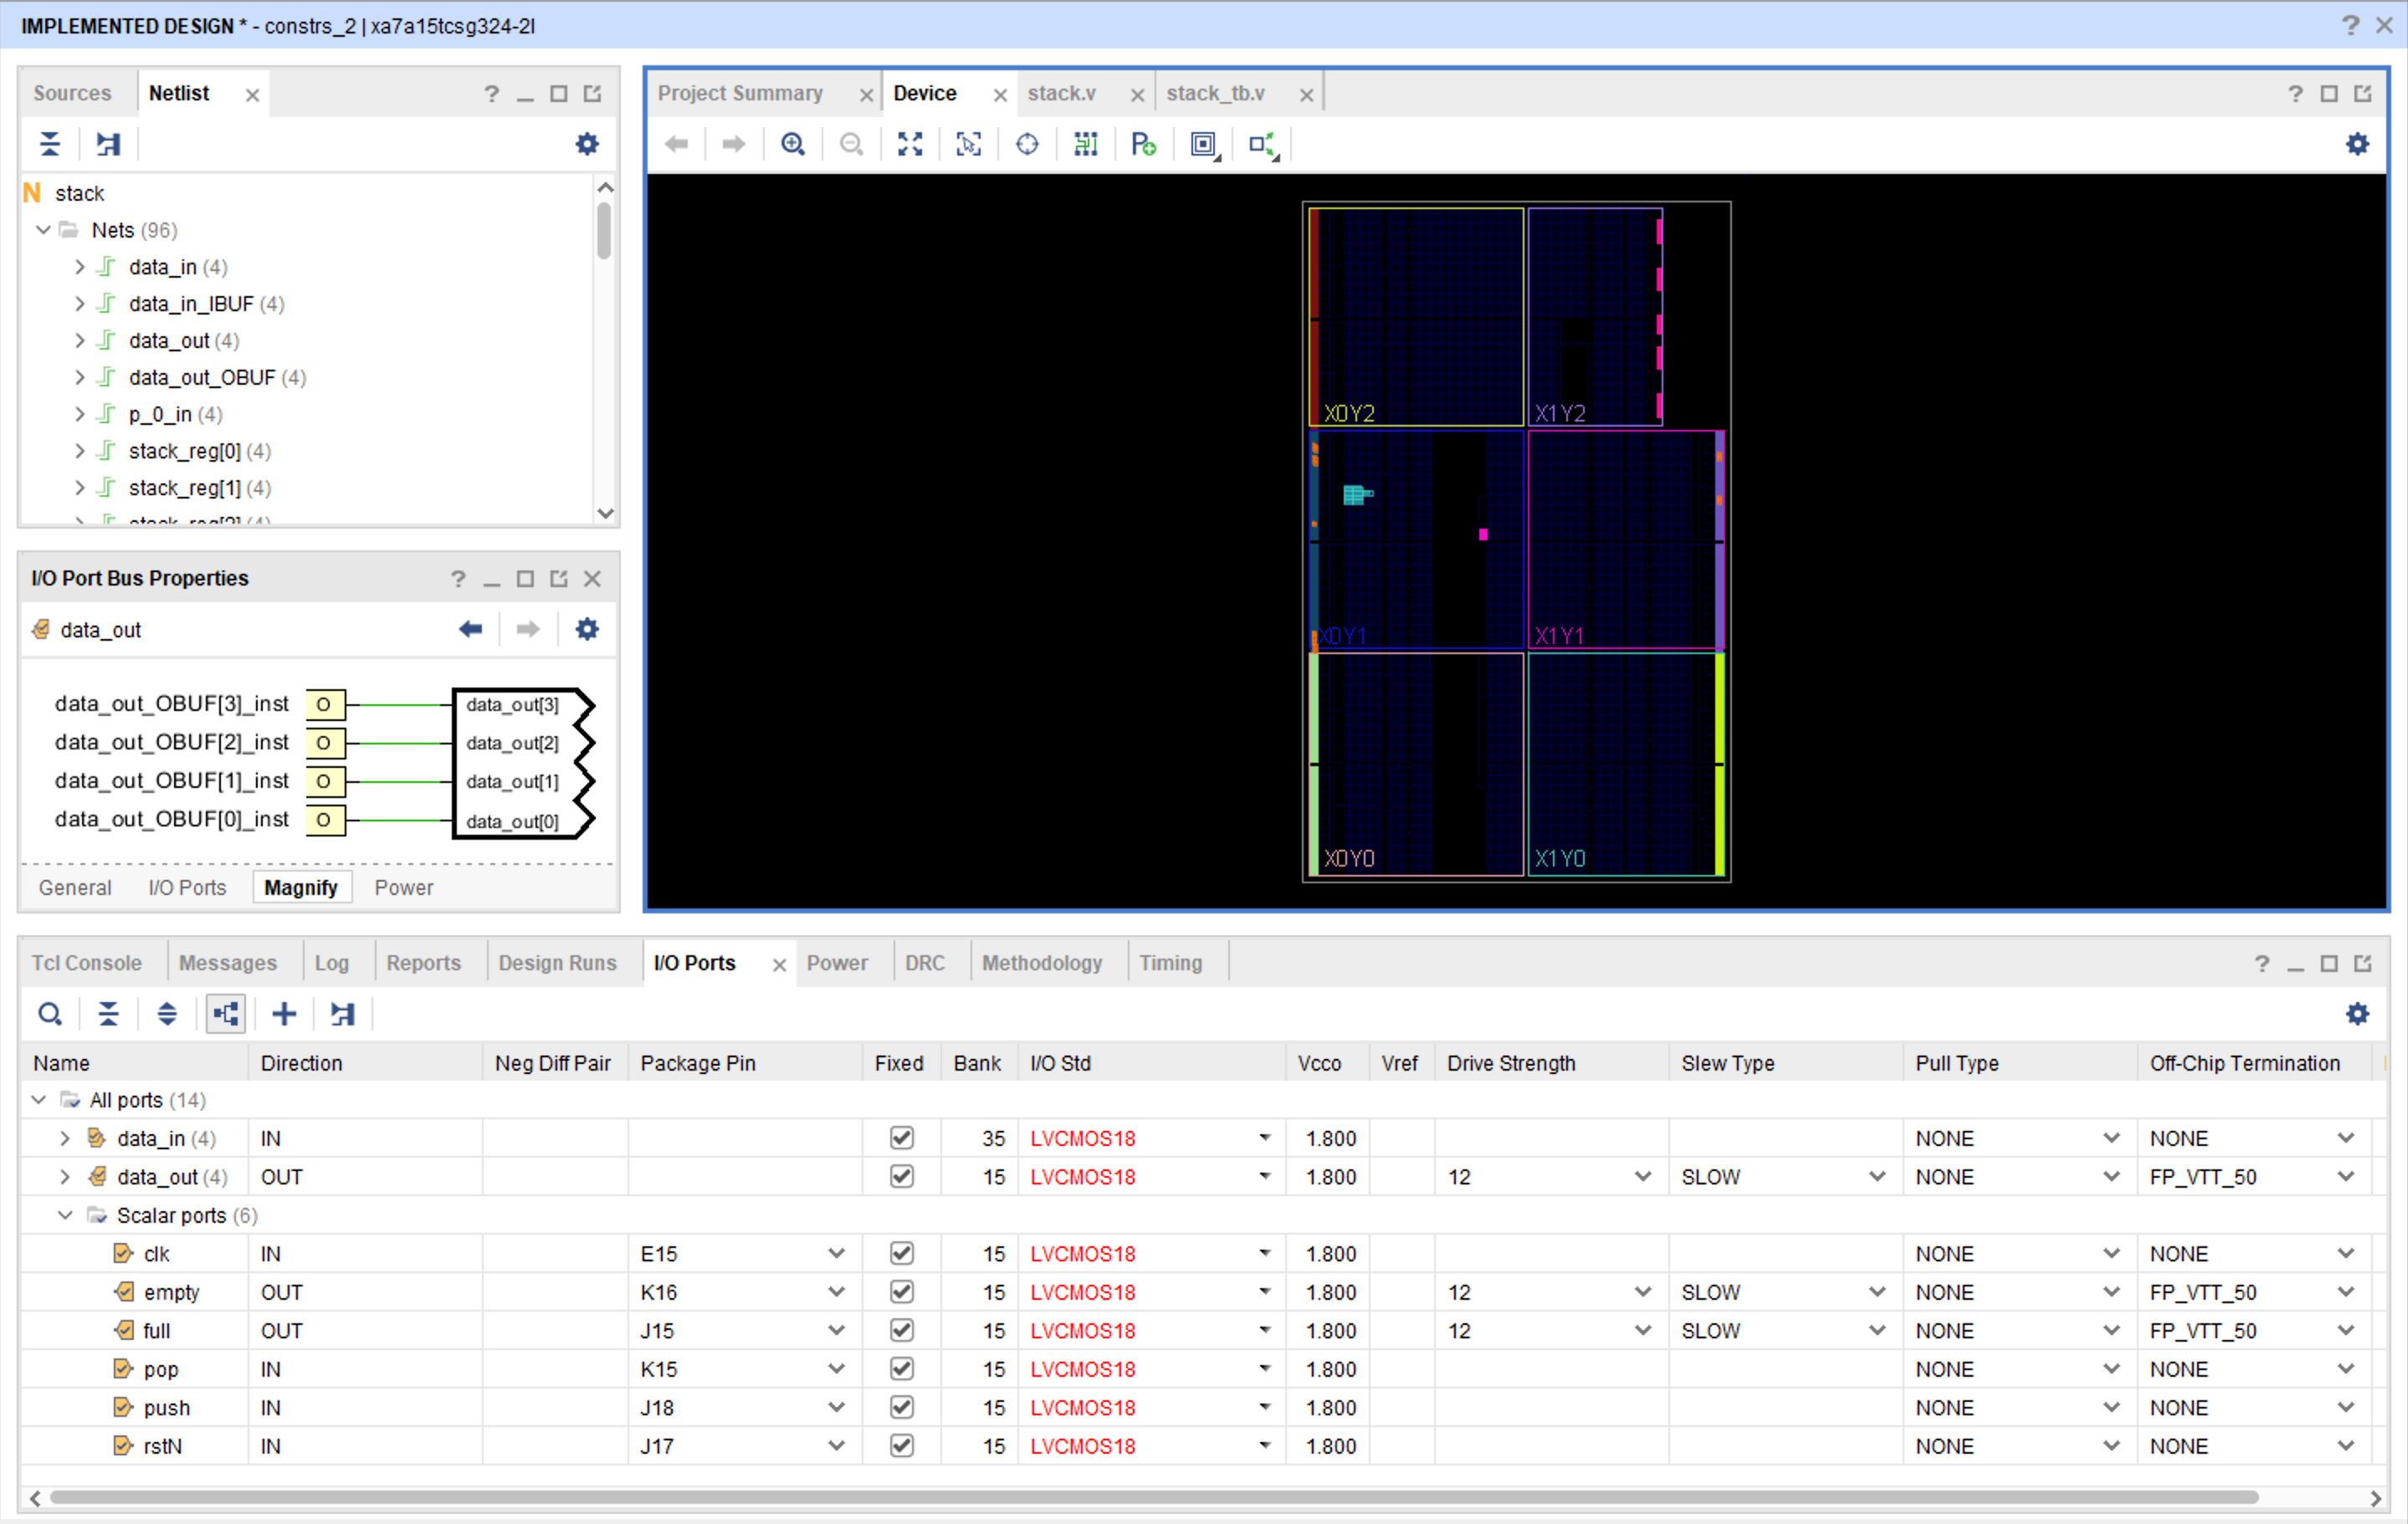 IMPLEMENTED DESIGN * - constrs_2 | xa7a15tcsg324-2I
Sources Netlist
stack
Nets (96)
data_in (4)
data_in_IBUF (4)
data_out (4)
data_out_OBUF (4)
p_0_in (4)
stack_reg[0] (4)
stack_reg[1] (4)
stack_reg[2] (4)
I/O Port Bus Properties
data_out
data_out_OBUF[3]_inst O data_out[3]
data_out_OBUF[2]_inst O data_out[2]
data_out_OBUF[1]_inst O data_out[1]
data_out_OBUF[0]_inst O data_out[0]
General I/O Ports Magnify Power
Project Summary Device stack.v stack_tb.v
X0Y2 X1Y2
X0Y1 X1Y1
X0Y0 X1Y0
Tcl Console Messages Log Reports Design Runs I/O Ports Power DRC Methodology Timing
Name Direction Neg Diff Pair Package Pin Fixed Bank I/O Std Vcco Vref Drive Strength Slew Type Pull Type Off-Chip Termination
All ports (14)
data_in (4) IN 35 LVCMOS18 1.800 NONE NONE
data_out (4) OUT 15 LVCMOS18 1.800 12 SLOW NONE FP_VTT_50
Scalar ports (6)
clk IN E15 15 LVCMOS18 1.800 NONE NONE
empty OUT K16 15 LVCMOS18 1.800 12 SLOW NONE FP_VTT_50
full OUT J15 15 LVCMOS18 1.800 12 SLOW NONE FP_VTT_50
pop IN K15 15 LVCMOS18 1.800 NONE NONE
push IN J18 15 LVCMOS18 1.800 NONE NONE
rstN IN J17 15 LVCMOS18 1.800 NONE NONE